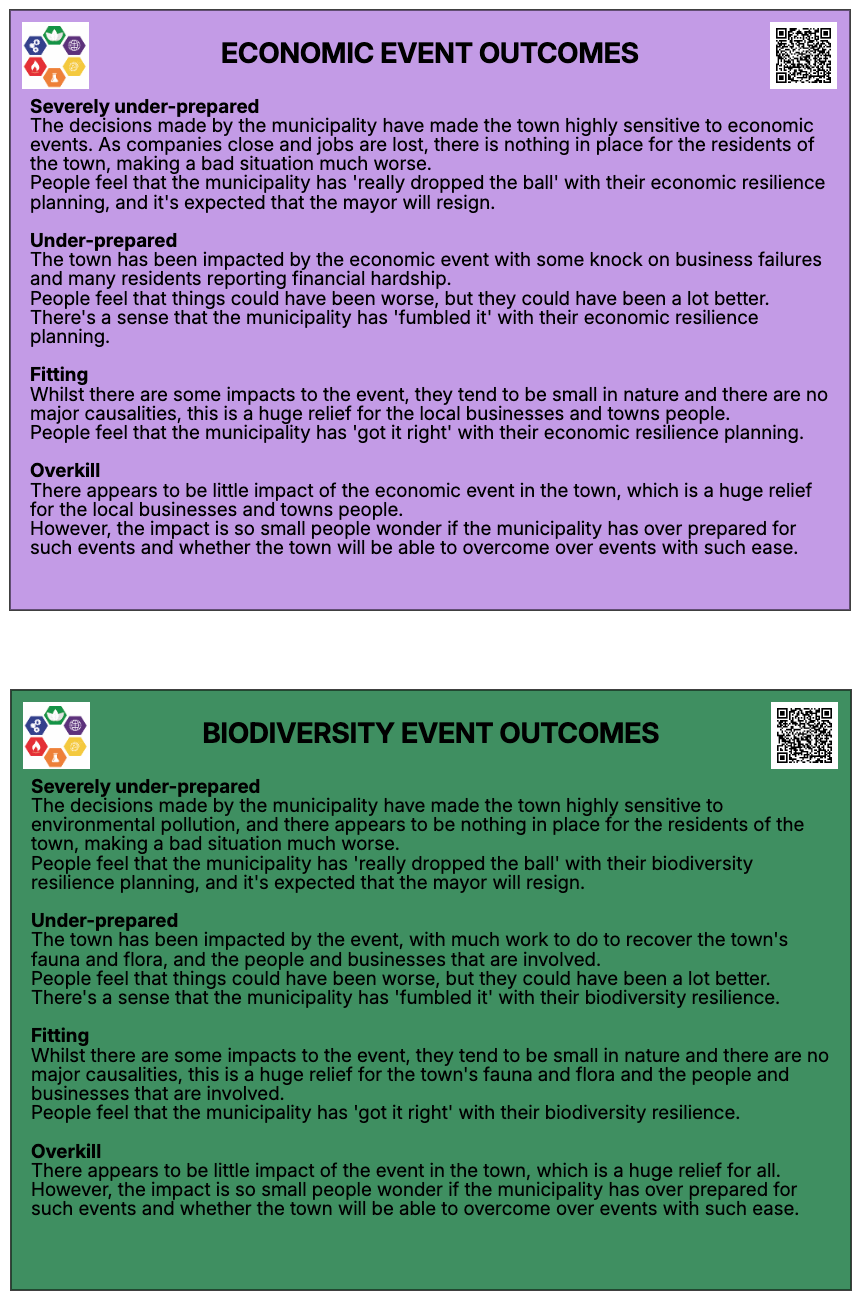 ECONOMIC EVENT OUTCOMES
Severely under-prepared
The decisions made by the municipality have made the town highly sensitive to economic
events. As companies close and jobs are lost, there is nothing in place for the residents of
the town, making a bad situation much worse.
People feel that the municipality has 'really dropped the ball' with their economic resilience
planning, and it's expected that the mayor will resign.
Under-prepared
The town has been impacted by the economic event with some knock on business failures
and many residents reporting financial hardship.
People feel that things could have been worse, but they could have been a lot better.
There's a sense that the municipality has 'fumbled it' with their economic resilience
planning.
Fitting
Whilst there are some impacts to the event, they tend to be small in nature and there are no
major causalities, this is a huge relief for the local businesses and towns people.
People feel that the municipality has 'got it right' with their economic resilience planning.
Overkill
There appears to be little impact of the economic event in the town, which is a huge relief
for the local businesses and towns people.
However, the impact is so small people wonder if the municipality has over prepared for
such events and whether the town will be able to overcome over events with such ease.
BIODIVERSITY EVENT OUTCOMES
Severely under-prepared
The decisions made by the municipality have made the town highly sensitive to
environmental pollution, and there appears to be nothing in place for the residents of the
town, making a bad situation much worse.
People feel that the municipality has 'really dropped the ball' with their biodiversity
resilience planning, and it's expected that the mayor will resign.
Under-prepared
The town has been impacted by the event, with much work to do to recover the town's
fauna and flora, and the people and businesses that are involved.
People feel that things could have been worse, but they could have been a lot better.
There's a sense that the municipality has 'fumbled it' with their biodiversity resilience.
Fitting
Whilst there are some impacts to the event, they tend to be small in nature and there are no
major causalities, this is a huge relief for the town's fauna and flora and the people and
businesses that are involved.
People feel that the municipality has 'got it right' with their biodiversity resilience.
Overkill
There appears to be little impact of the event in the town, which is a huge relief for all.
However, the impact is so small people wonder if the municipality has over prepared for
such events and whether the town will be able to overcome over events with such ease.